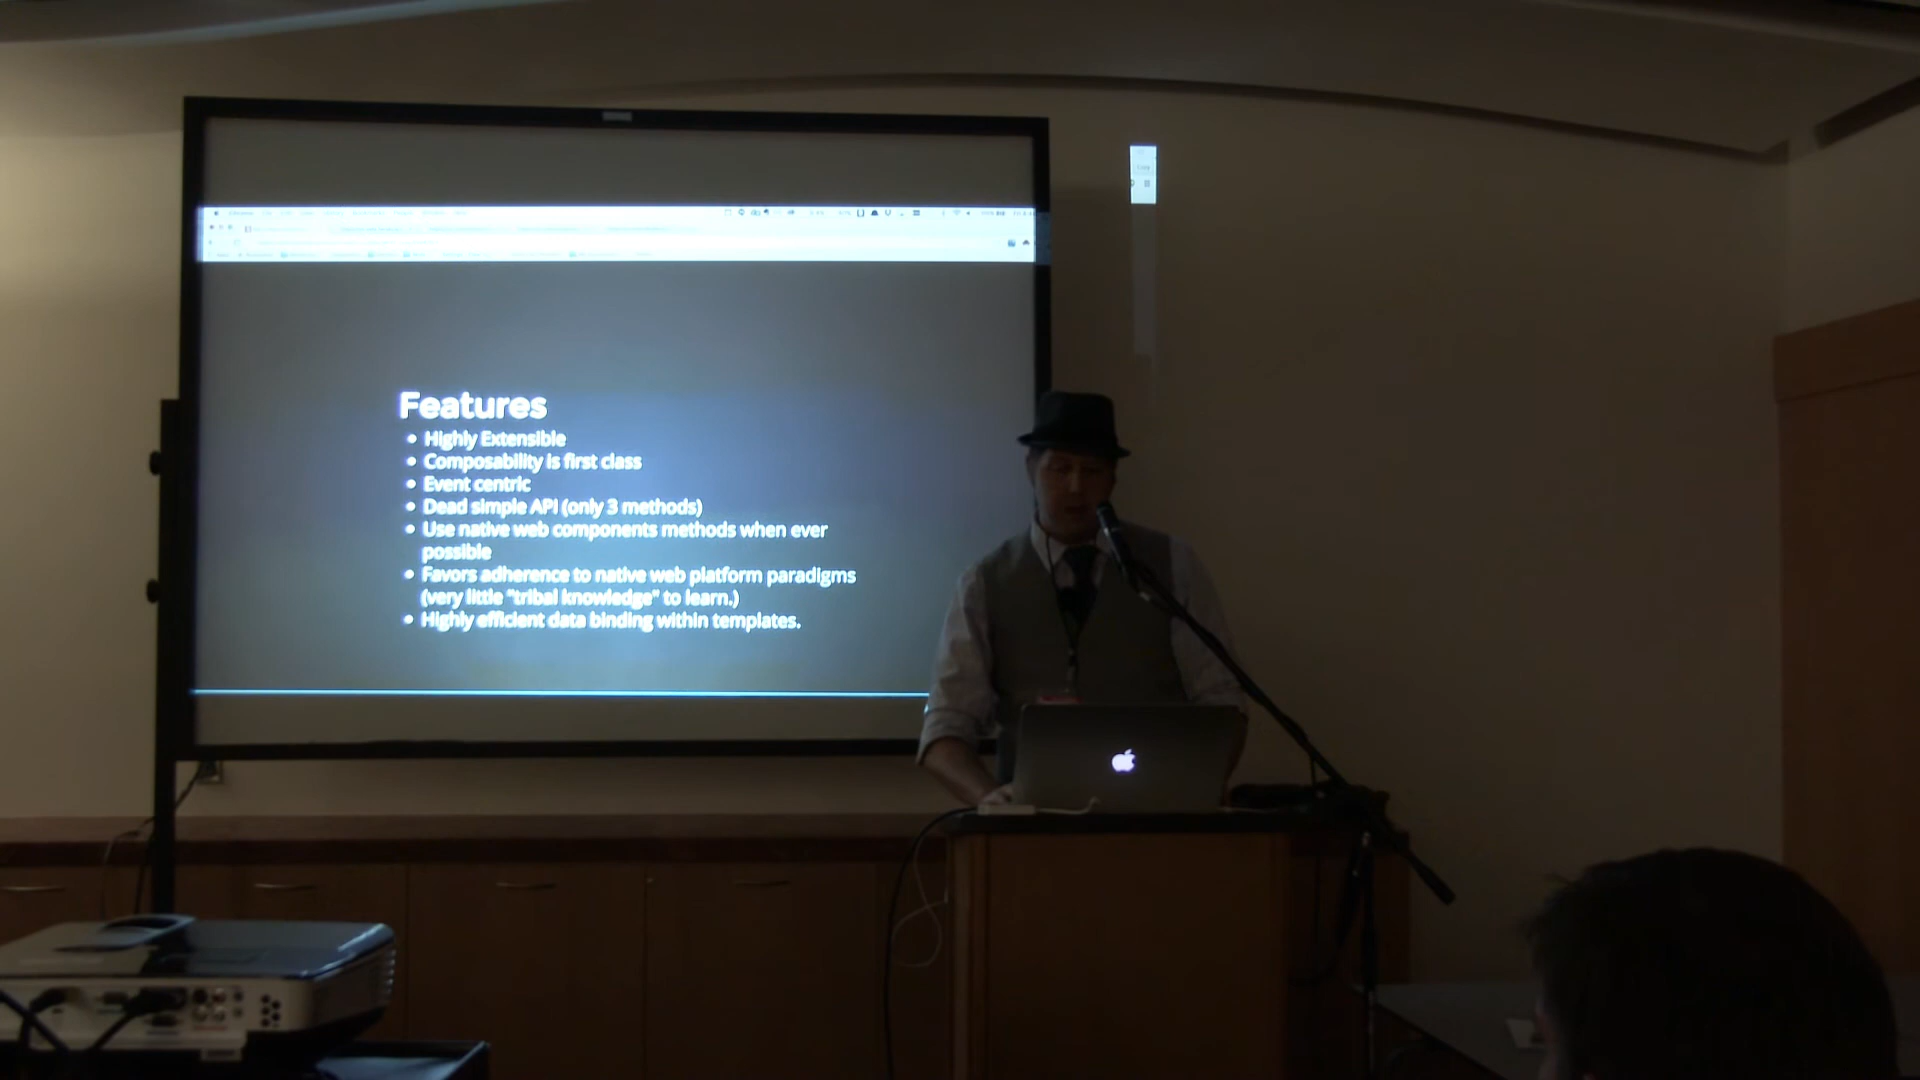 Features
• Highly Extensible
• Composability is first class
• Event centric
• Dead simple API (only 3 methods)
• Use native web components methods when ever
possible
• Favors adherence to native web platform paradigms
(very little "tribal knowledge" to learn.)
• Highly efficient data binding within templates.